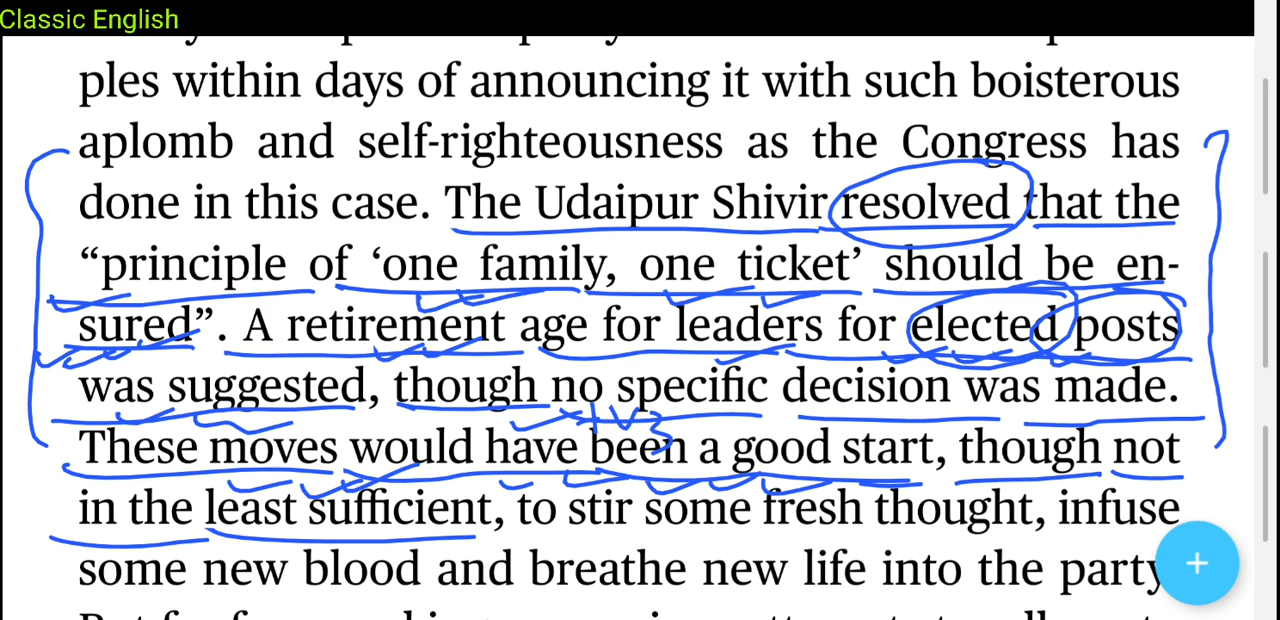 Classic English
ples within days of announcing it with such boisterous
aplomb and self-righteousness as the Congress has
done in this case. The Udaipur Shivir resolved that the
“principle of ‘one family, one ticket’ should be en-
sured”. A retirement age for leaders for elected posts
was suggested, though no specific decision was made.
These moves would have been a good start, though not
in the least sufficient, to stir some fresh thought, infuse
some new blood and breathe new life into the party